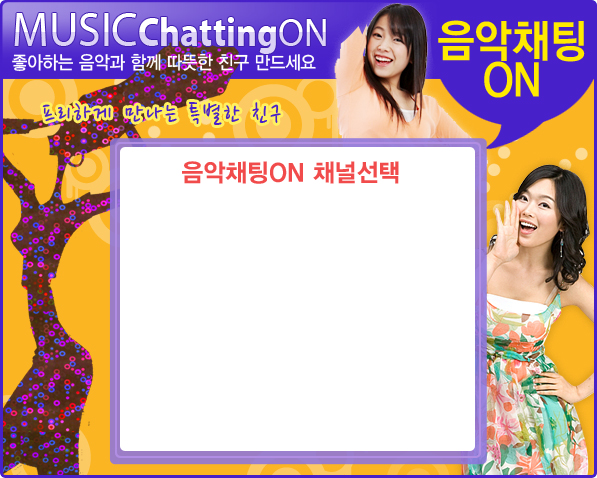 MUSICChattingON
좋아하는 음악과 함께 따뜻한 친구 만드세요
음악채팅
ON
프리하게 만나는 특별한 친구
음악채팅ON 채널선택